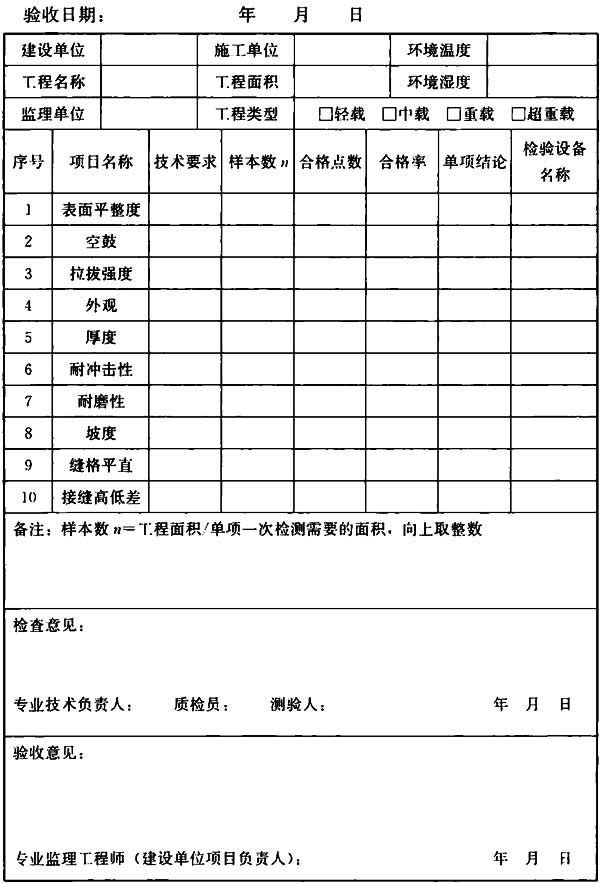 验收日期： 年 月 日
建设单位 施工单位 环境温度
工程名称 工程面积 环境湿度
监理单位 工程类型 □轻载 □中载 □重载 □超重载
序号 项目名称 技术要求 样本数 n 合格点数 合格率 单项结论 检验设备
名称
1 表面平整度
2 空鼓
3 拉拔强度
4 外观
5 厚度
6 耐冲击性
7 耐磨性
8 坡度
9 缝格平直
10 接缝高低差
备注：样本数 n＝工程面积/单项一次检测需要的面积，向上取整数
检查意见：
专业技术负责人： 质检员： 测验人： 年 月 日
验收意见：
专业监理工程师（建设单位项目负责人）： 年 月 日